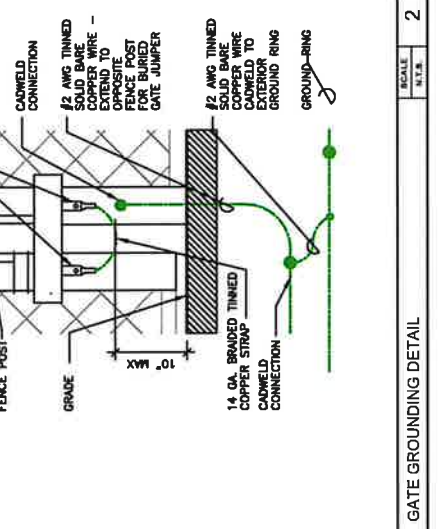 FENCE POST
CADWELD
CONNECTION
#2 AWG TINNED
SOLID BARE
COPPER WIRE –
EXTEND TO
OPPOSITE
FENCE POST
FOR BURIED
GATE JUMPER
GRADE
10" MAX
#2 AWG TINNED
SOLID BARE
COPPER WIRE
CADWELD TO
EXTERIOR
GROUND RING
14 GA. BRAIDED TINNED
COPPER STRAP
CADWELD
CONNECTION
GROUND RING
GATE GROUNDING DETAIL
SCALE
N.T.S.
2